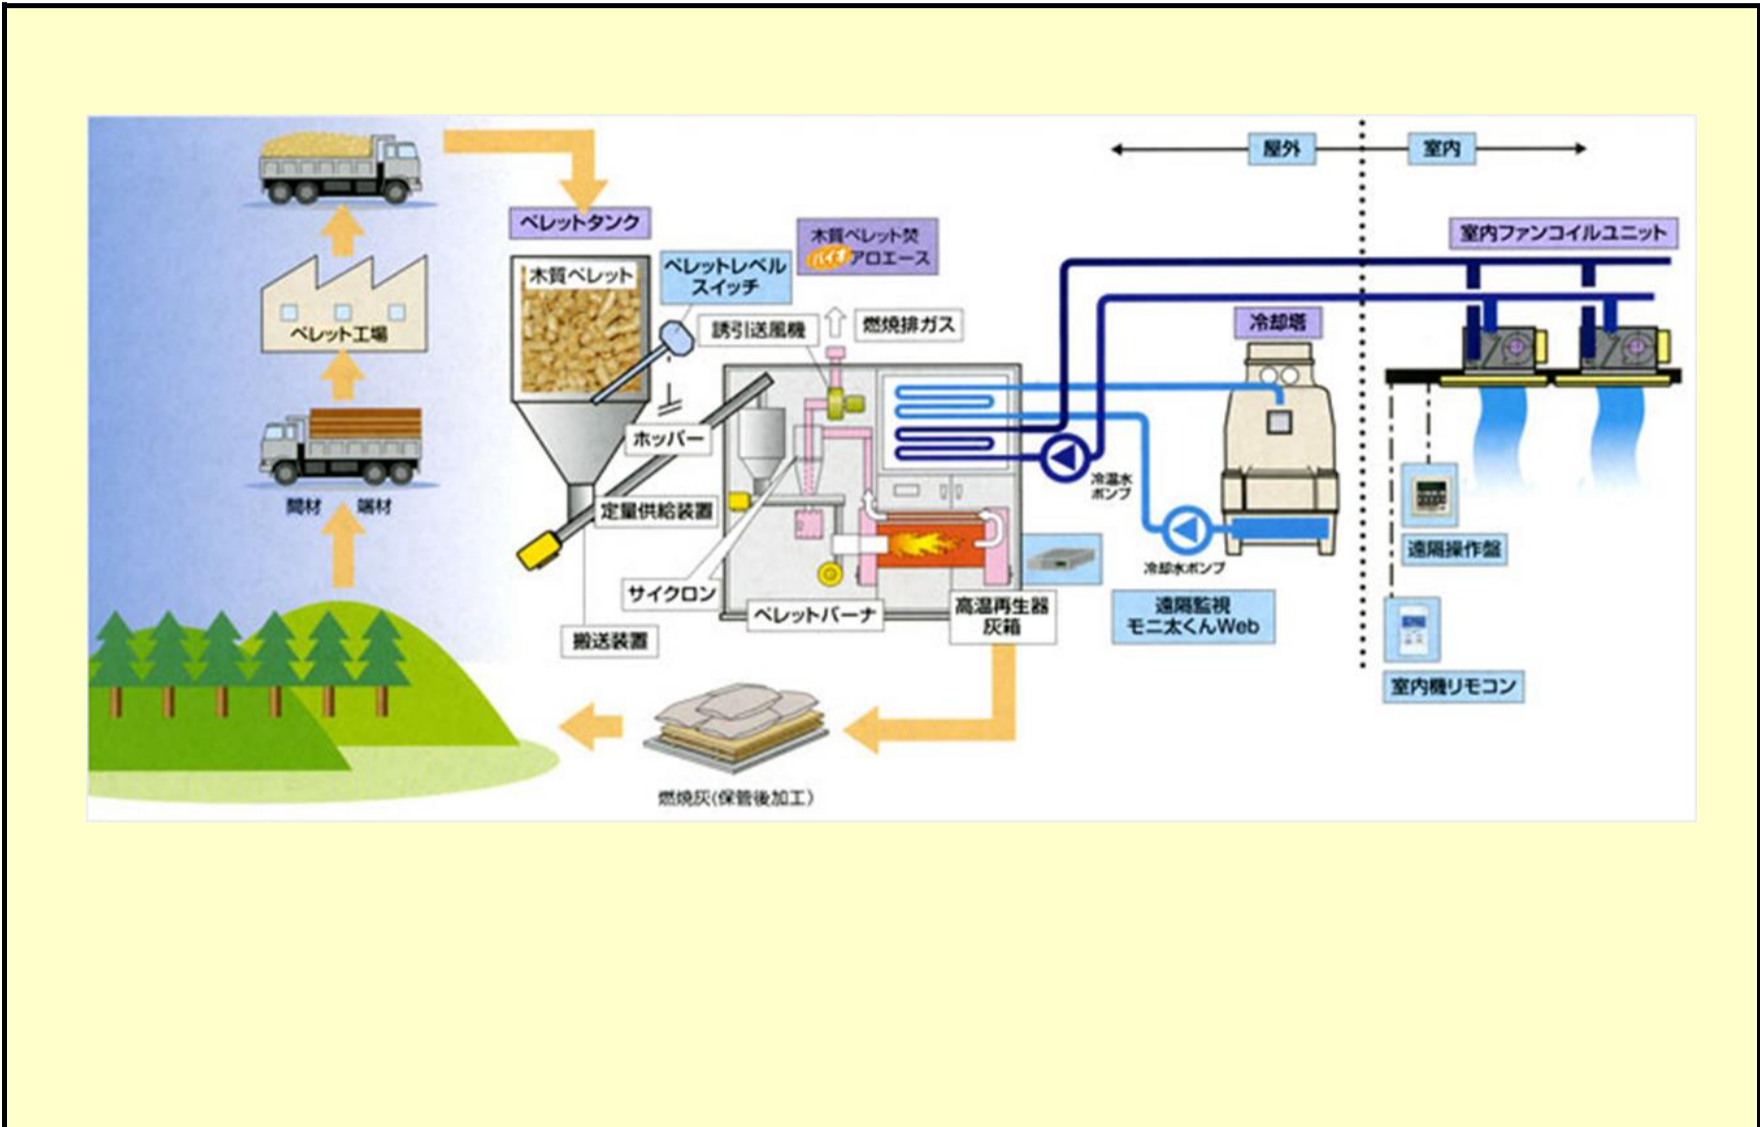 屋外
室内
ペレットタンク
木質ペレット焚
バイオアロエース
室内ファンコイルユニット
木質ペレット
ペレットレベル
スイッチ
誘引送風機
燃焼排ガス
冷却塔
ペレット工場
ホッパー
冷温水
ポンプ
間材
端材
定量供給装置
遠隔操作盤
冷却水ポンプ
サイクロン
ペレットバーナ
高温再生器
灰箱
遠隔監視
モニ太くんWeb
搬送装置
室内機リモコン
燃焼灰(保管後加工)